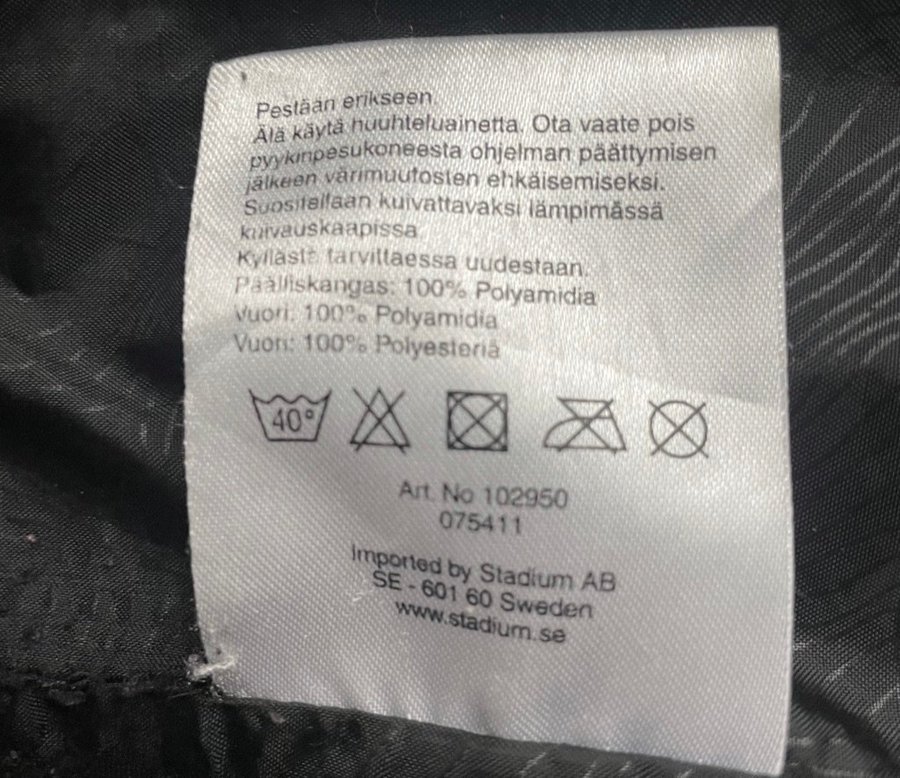 Pestään erikseen.
Älä käytä huuhteluainetta. Ota vaate pois
pyykinpesukoneesta ohjelman päättymisen
jälkeen värimuutosten ehkäisemiseksi.
Suositellaan kuivattavaksi lämpimässä
kuivauskaapissa.
Kyllästä tarvittaessa uudestaan.
Päälliskangas: 100% Polyamidia
Vuori: 100% Polyamidia
Vuori: 100% Polyesteriä
40°
Art. No 102950
075411
Imported by Stadium AB
SE - 601 60 Sweden
www.stadium.se